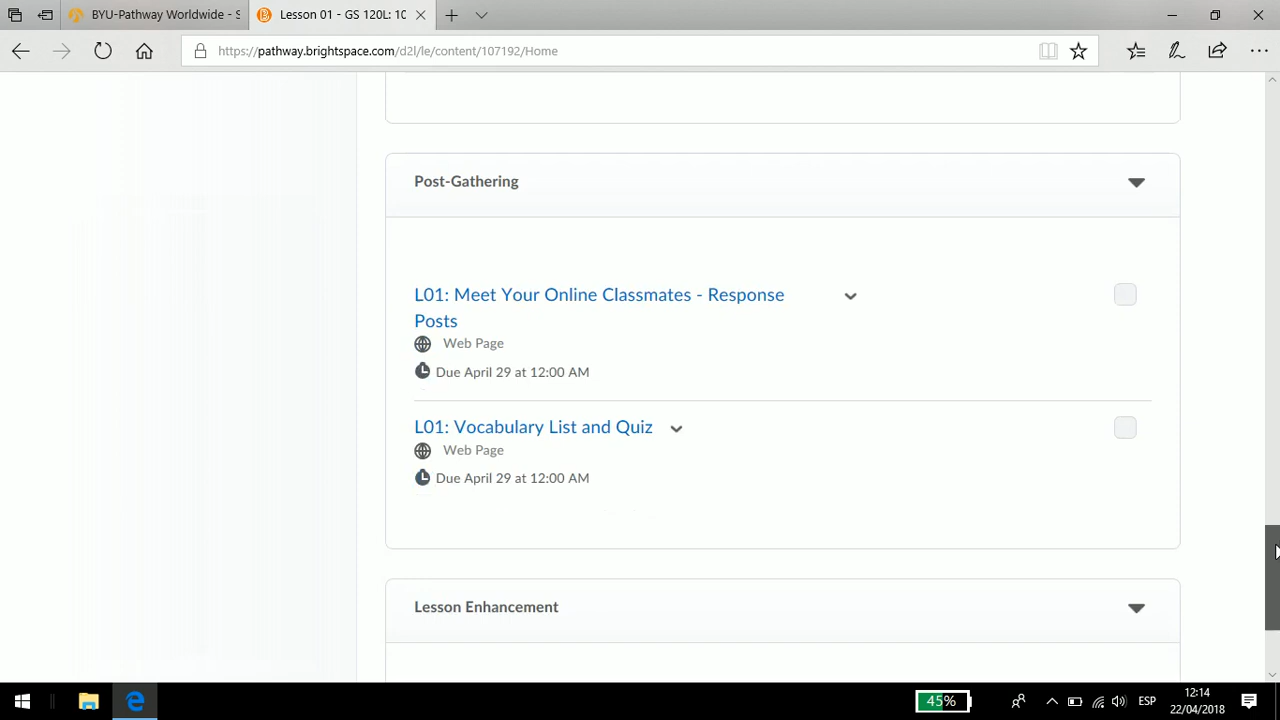 BYU-Pathway Worldwide - S
Lesson 01 - GS 120L: 10
https://pathway.brightspace.com/d2l/le/content/107192/Home
Post-Gathering
L01: Meet Your Online Classmates - Response
Posts
Web Page
Due April 29 at 12:00 AM
L01: Vocabulary List and Quiz
Web Page
Due April 29 at 12:00 AM
Lesson Enhancement
45%
ESP
12:14
22/04/2018